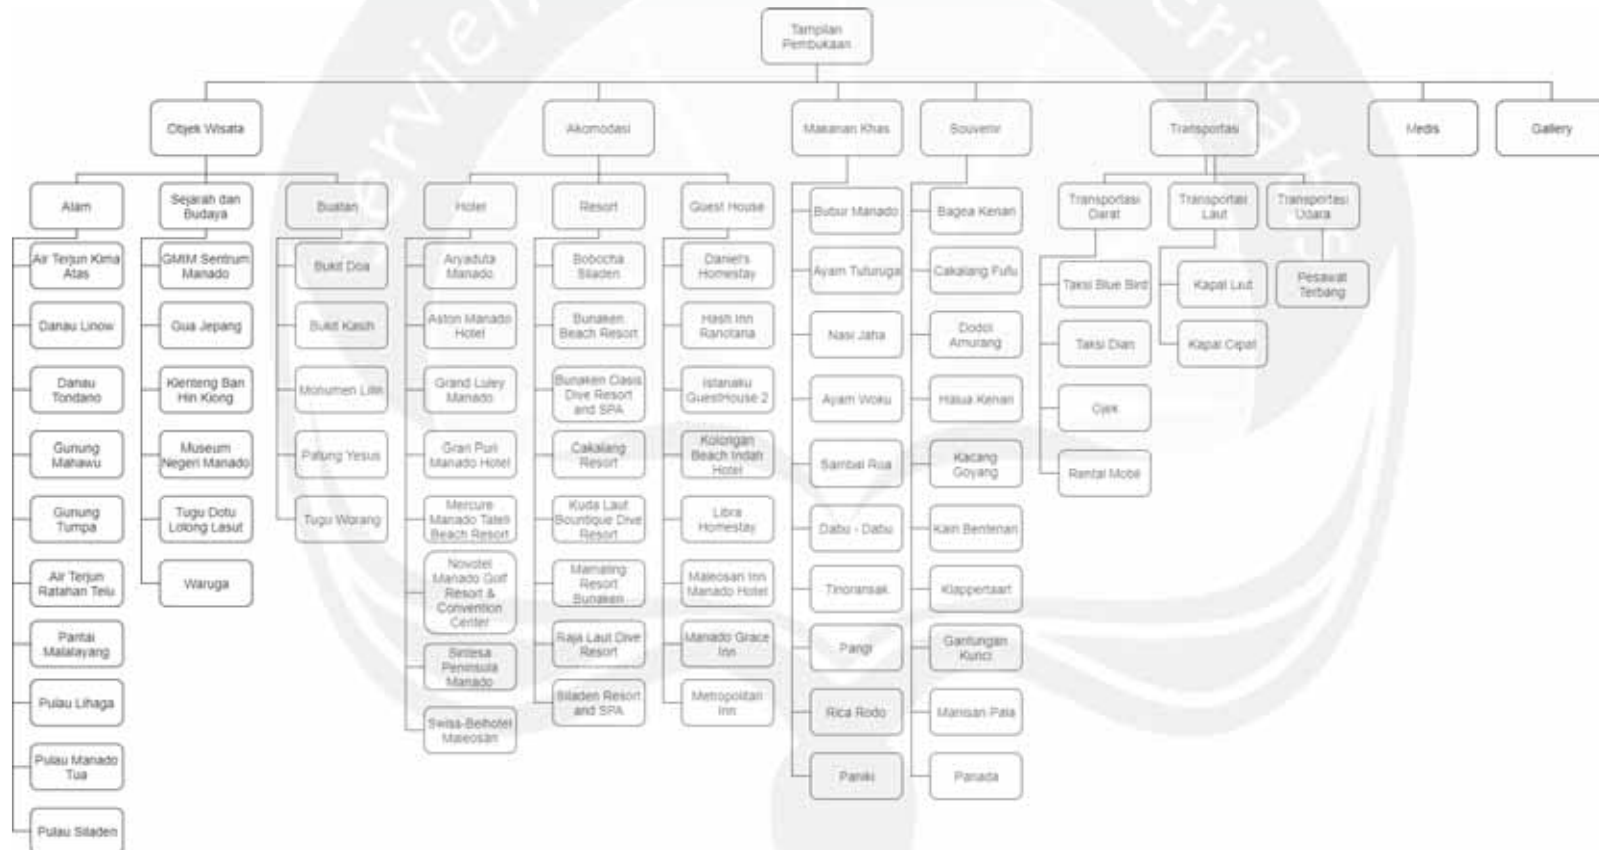 Tampilan
Pembukaan
Objek Wisata
Akomodasi
Makanan Khas
Souvenir
Transportasi
Medis
Gallery
Alam
Sejarah dan
Budaya
Buatan
Hotel
Resort
Guest House
Air Terjun Kima
Atas
Danau Linow
Danau
Tondano
Gunung
Mahawu
Gunung
Tumpa
Air Terjun
Ratahan Telu
Pantai
Malalayang
Pulau Lihaga
Pulau Manado
Tua
Pulau Siladen
GMIM Sentrum
Manado
Gua Jepang
Klenteng Ban
Hin Kiong
Museum
Negeri Manado
Tugu Dotu
Lolong Lasut
Waruga
Bukit Doa
Bukit Kasih
Monumen Lilin
Patung Yesus
Tugu Worang
Aryaduta
Manado
Aston Manado
Hotel
Grand Luley
Manado
Gran Puri
Manado Hotel
Mercure
Manado Tateli
Beach Resort
Novotel
Manado Golf
Resort &
Convention
Center
Sintesa
Peninsula
Manado
Swiss-Belhotel
Maleosan
Bobocha
Siladen
Bunaken
Beach Resort
Bunaken Oasis
Dive Resort
and SPA
Cakalang
Resort
Kuda Laut
Bountique Dive
Resort
Mamaling
Resort
Bunaken
Raja Laut Dive
Resort
Siladen Resort
and SPA
Daniel's
Homestay
Hash Inn
Ranotana
Istanaku
GuestHouse 2
Kolongan
Beach Indah
Hotel
Libra
Homestay
Maleosan Inn
Manado Hotel
Manado Grace
Inn
Metropolitan
Inn
Bubur Manado
Ayam Tuturuga
Nasi Jaha
Ayam Woku
Sambal Roa
Dabu - Dabu
Tinoransak
Pangi
Rica Rodo
Paniki
Bagea Kenari
Cakalang Fufu
Dodol
Amurang
Halua Kenari
Kacang
Goyang
Kain Bentenan
Klappertaart
Gantungan
Kunci
Manisan Pala
Panada
Transportasi
Darat
Transportasi
Laut
Transportasi
Udara
Taksi Blue Bird
Taksi Dian
Ojek
Rental Mobil
Kapal Laut
Kapal Cepat
Pesawat
Terbang